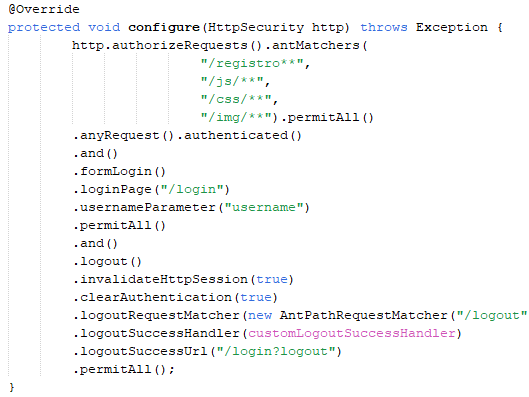 @Override
protected void configure(HttpSecurity http) throws Exception {
http.authorizeRequests().antMatchers(
"/registro**",
"/js/**",
"/css/**",
"/img/**").permitAll()
.anyRequest().authenticated()
.and()
.formLogin()
.loginPage("/login")
.usernameParameter("username")
.permitAll()
.and()
.logout()
.invalidateHttpSession(true)
.clearAuthentication(true)
.logoutRequestMatcher(new AntPathRequestMatcher("/logout"
.logoutSuccessHandler(customLogoutSuccessHandler)
.logoutSuccessUrl("/login?logout")
.permitAll();
}